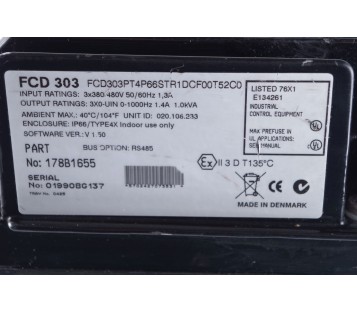 FCD 303 FCD303PT4P66STR1DCF00T52C0
INPUT RATINGS: 3x380-480V 50/60Hz 1,3A
OUTPUT RATINGS: 3X0-UIN 0-1000Hz 1.4A 1.0kVA
AMBIENT MAX.: 40°C/104°F UNIT ID: 020.106.233
ENCLOSURE: IP66/TYPE4X Indoor use only
SOFTWARE VER.: V 1.50
PART BUS OPTION: RS485
No: 178B1655
SERIAL
No: 019908G137
LISTED 76X1
E134261
INDUSTRIAL
CONTROL EQUIPMENT
MAX PREFUSE IN
UL APPLICATIONS
SEE MANUAL
Ex II 3 D T135°C
CE
MADE IN DENMARK